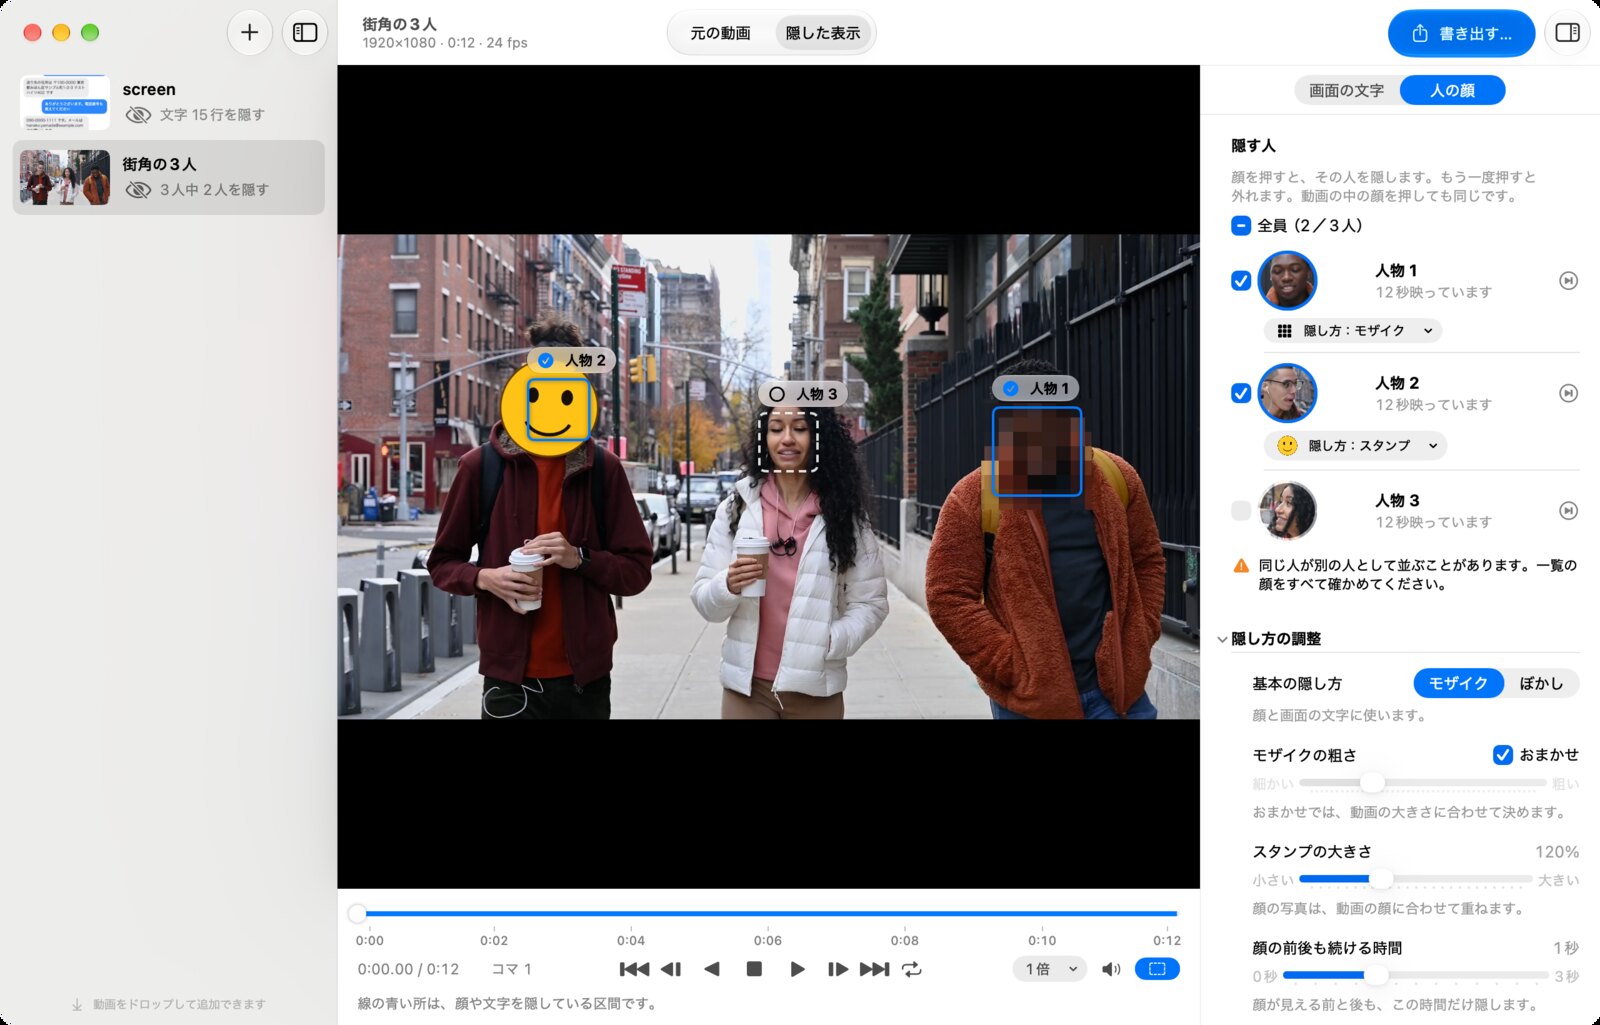 街角の3人
1920×1080・0:12・24 fps
元の動画
隠した表示
書き出す...
screen
文字 15行を隠す
街角の3人
3人中 2人を隠す
動画をドロップして追加できます
人物 2
人物 3
人物 1
0:00
0:02
0:04
0:06
0:08
0:10
0:12
0:00.00 / 0:12
コマ 1
1倍
線の青い所は、顔や文字を隠している区間です。
画面の文字
人の顔
隠す人
顔を押すと、その人を隠します。もう一度押すと
外れます。動画の中の顔を押しても同じです。
全員（2／3人）
人物 1
12秒映っています
隠し方：モザイク
人物 2
12秒映っています
隠し方：スタンプ
人物 3
12秒映っています
同じ人が別の人として並ぶことがあります。一覧の
顔をすべて確かめてください。
隠し方の調整
基本の隠し方
モザイク
ぼかし
顔と画面の文字に使います。
モザイクの粗さ
おまかせ
細かい
粗い
おまかせでは、動画の大きさに合わせて決めます。
スタンプの大きさ
120%
小さい
大きい
顔の写真は、動画の顔に合わせて重ねます。
顔の前後も続ける時間
1秒
0秒
3秒
顔が見える前と後も、この時間だけ隠します。